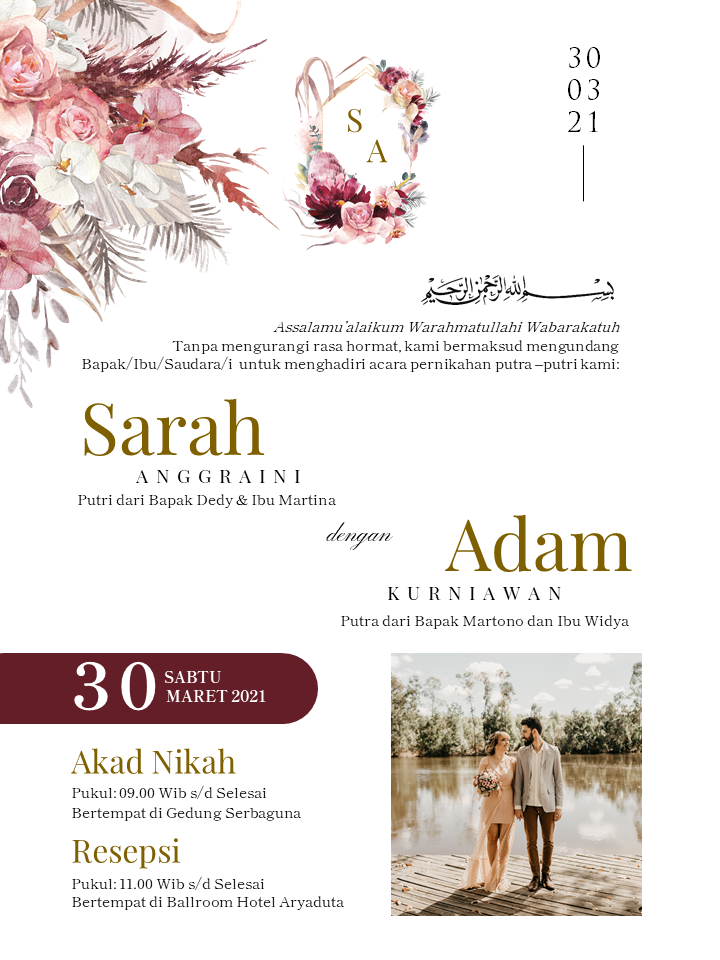 S
A
30
03
21
بسم الله الرحمن الرحيم
Assalamu'alaikum Warahmatullahi Wabarakatuh
Tanpa mengurangi rasa hormat, kami bermaksud mengundang
Bapak/Ibu/Saudara/i untuk menghadiri acara pernikahan putra –putri kami:
Sarah
ANGGRAINI
Putri dari Bapak Dedy & Ibu Martina
dengan
Adam
KURNIAWAN
Putra dari Bapak Martono dan Ibu Widya
30 SABTU
MARET 2021
Akad Nikah
Pukul: 09.00 Wib s/d Selesai
Bertempat di Gedung Serbaguna
Resepsi
Pukul: 11.00 Wib s/d Selesai
Bertempat di Ballroom Hotel Aryaduta